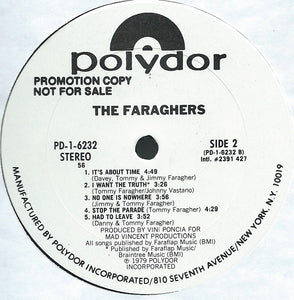 polydor
PROMOTION COPY
NOT FOR SALE
THE FARAGHERS
PD-1-6232
STEREO
56
SIDE 2
(PD-1-6232 B)
Intl. #2391 427
1. IT'S ABOUT TIME 4:49
(Davey, Tommy & Jimmy Faragher)
2. I WANT THE TRUTH* 3:26
(Tommy Faragher/Johnny Vastano)
3. NO ONE IS NOWHERE 3:56
(Tommy & Jimmy Faragher)
4. STOP THE PARADE (Tommy Faragher) 5:27
5. HAD TO LEAVE 3:52
(Danny & Tommy Faragher)
PRODUCED BY: VINI PONCIA FOR
MAD VINCENT PRODUCTIONS
All songs published by Faraflap Music (BMI)
*Published by Faraflap Music/
Braintree Music (BMI)
℗ 1979 POLYDOR
INCORPORATED
MANUFACTURED BY POLYDOR INCORPORATED/810 SEVENTH AVENUE/NEW YORK, N.Y. 10019